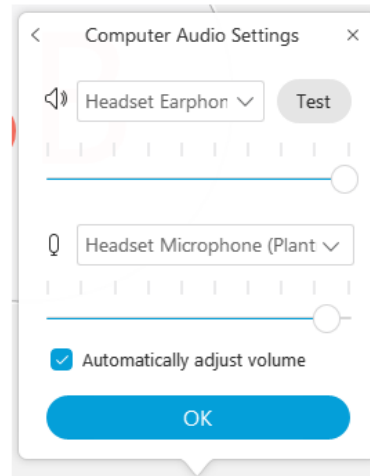 Computer Audio Settings
Headset Earphon
Test
Headset Microphone (Plant
Automatically adjust volume
OK